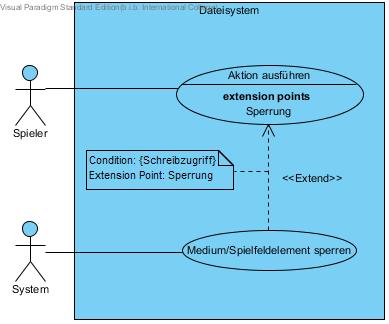 Visual Paradigm Standard Edition(b.i.b. International College
Dateisystem
Aktion ausführen
extension points
Sperrung
Spieler
Condition: {Schreibzugriff}
Extension Point: Sperrung
<<Extend>>
Medium/Spielfeldelement sperren
System